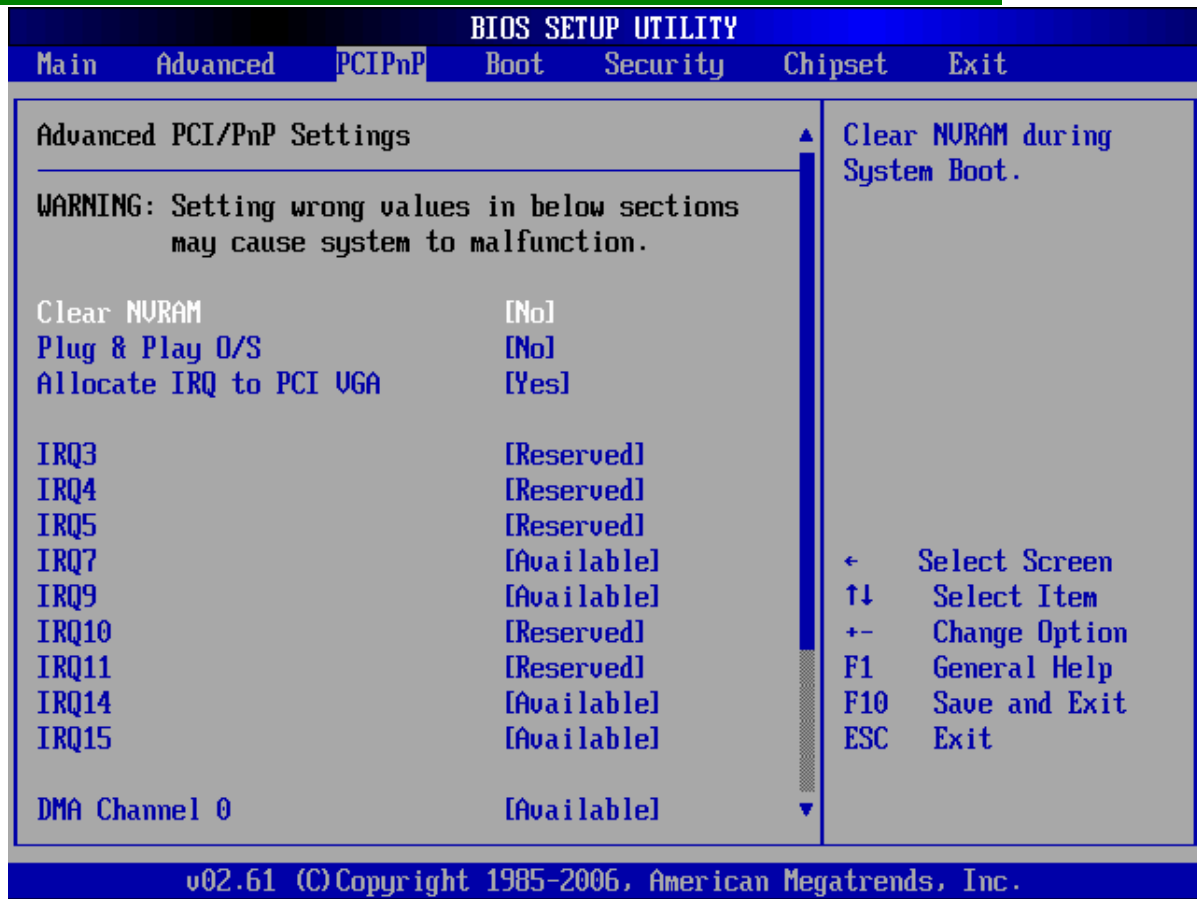 BIOS SETUP UTILITY
Main Advanced PCIPnP Boot Security Chipset Exit
Advanced PCI/PnP Settings
WARNING: Setting wrong values in below sections
may cause system to malfunction.
Clear NVRAM [No]
Plug & Play O/S [No]
Allocate IRQ to PCI VGA [Yes]
IRQ3 [Reserved]
IRQ4 [Reserved]
IRQ5 [Reserved]
IRQ7 [Available]
IRQ9 [Available]
IRQ10 [Reserved]
IRQ11 [Reserved]
IRQ14 [Available]
IRQ15 [Available]
DMA Channel 0 [Available]
Clear NVRAM during
System Boot.
← Select Screen
↑↓ Select Item
+- Change Option
F1 General Help
F10 Save and Exit
ESC Exit
v02.61 (C)Copyright 1985-2006, American Megatrends, Inc.